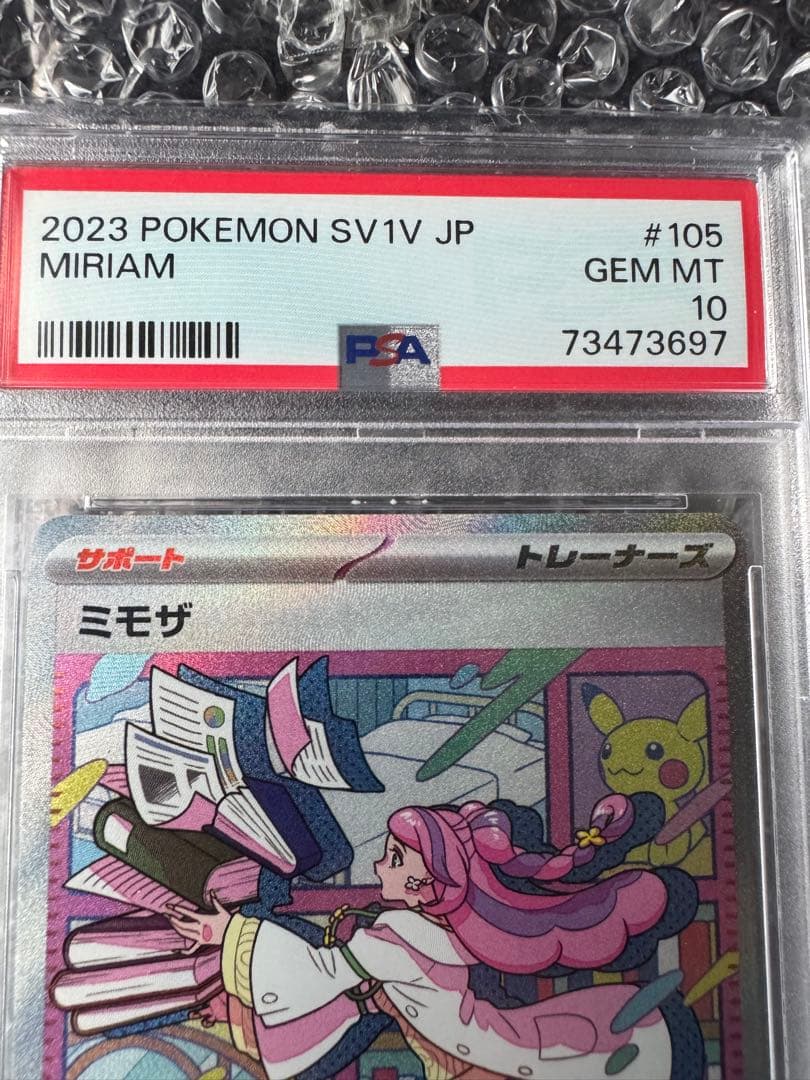 2023 POKEMON SV1V JP #105
MIRIAM GEM MT
10
PSA 73473697
サポート トレーナーズ
ミモザ